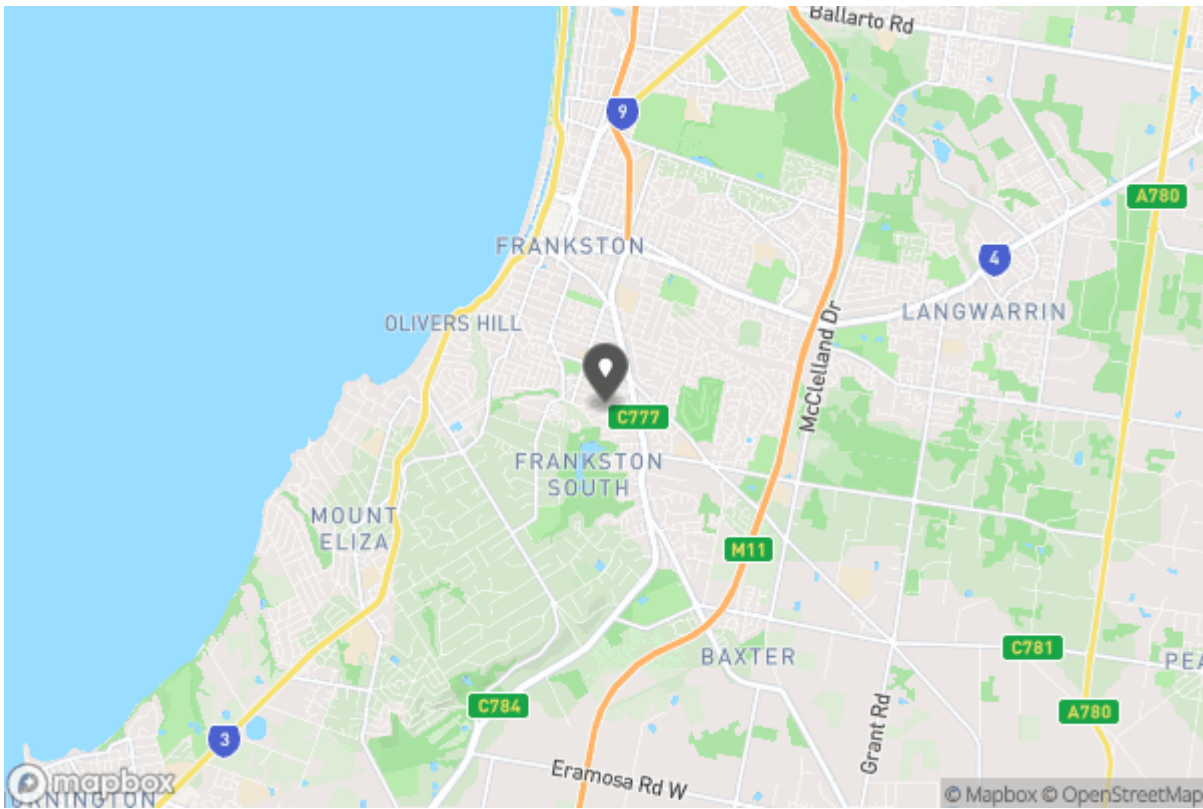 Ballarto Rd
9
A780
FRANKSTON
4
LANGWARRIN
OLIVERS HILL
McClelland Dr
C777
FRANKSTON
SOUTH
MOUNT
ELIZA
M11
BAXTER
C781
PEA
C784
A780
Grant Rd
3
Eramosa Rd W
mapbox
ORNINGTON
© Mapbox © OpenStreetMap